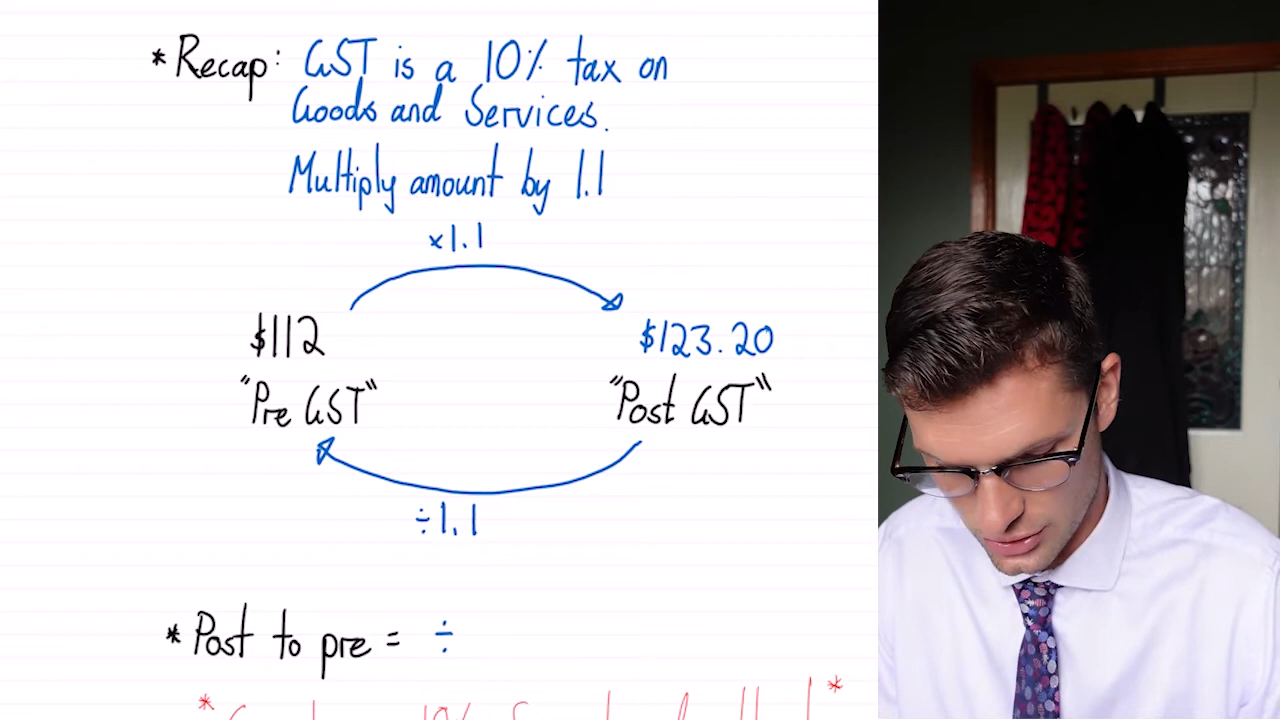 *Recap: GST is a 10% tax on
Goods and Services.
Multiply amount by 1.1
×1.1
$112 $123.20
"Pre GST" "Post GST"
÷1.1
*Post to pre = ÷
* 10% *